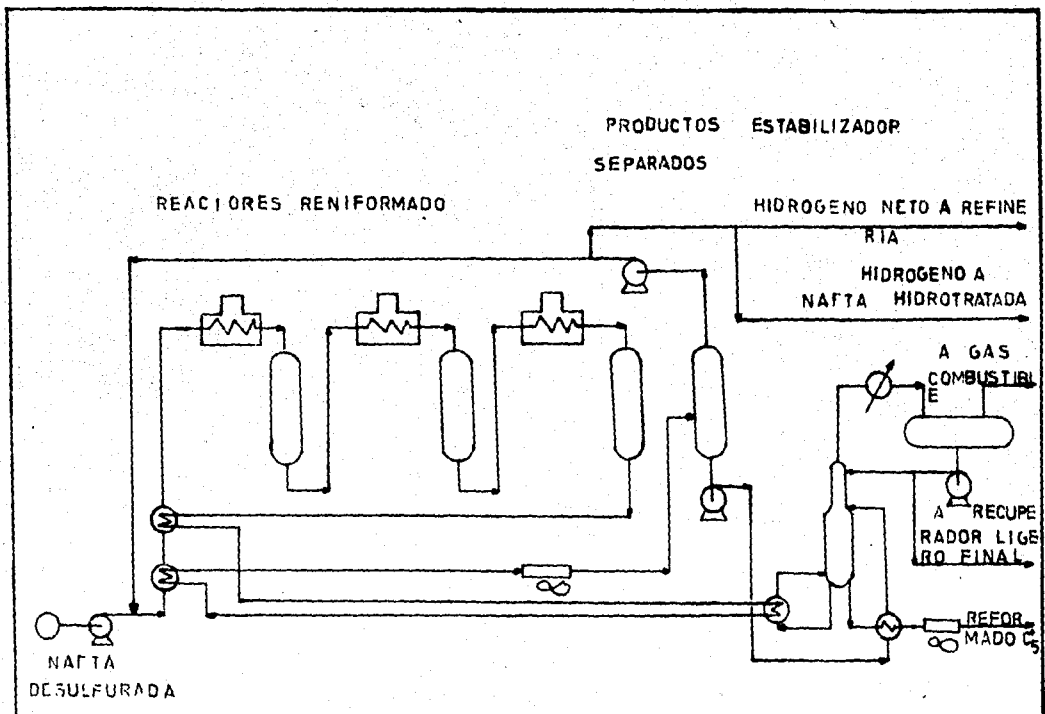 PRODUCTOS ESTABILIZADOR
SEPARADOS
REACTORES RENIFORMADO
HIDROGENO NETO A REFINE
RIA
HIDROGENO A
NAFTA HIDROTRATADA
A GAS
COMBUSTIBL
E
A RECUPE
RADOR LIGE
RO FINAL
REFOR
MADO C5
NAFTA
DESULFURADA